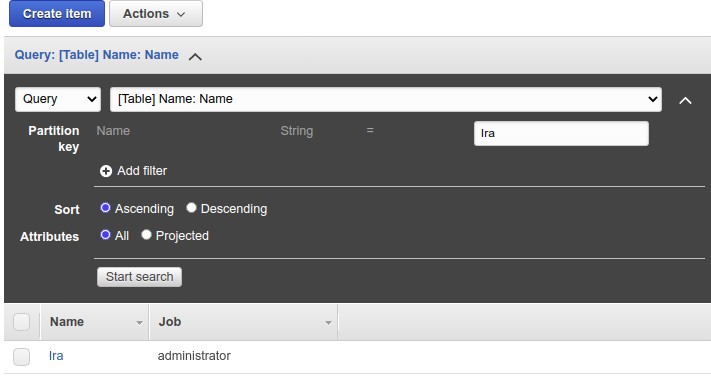 Create item Actions
Query: [Table] Name: Name
Query [Table] Name: Name
Partition key Name String = Ira
Add filter
Sort Ascending Descending
Attributes All Projected
Start search
Name Job
Ira administrator